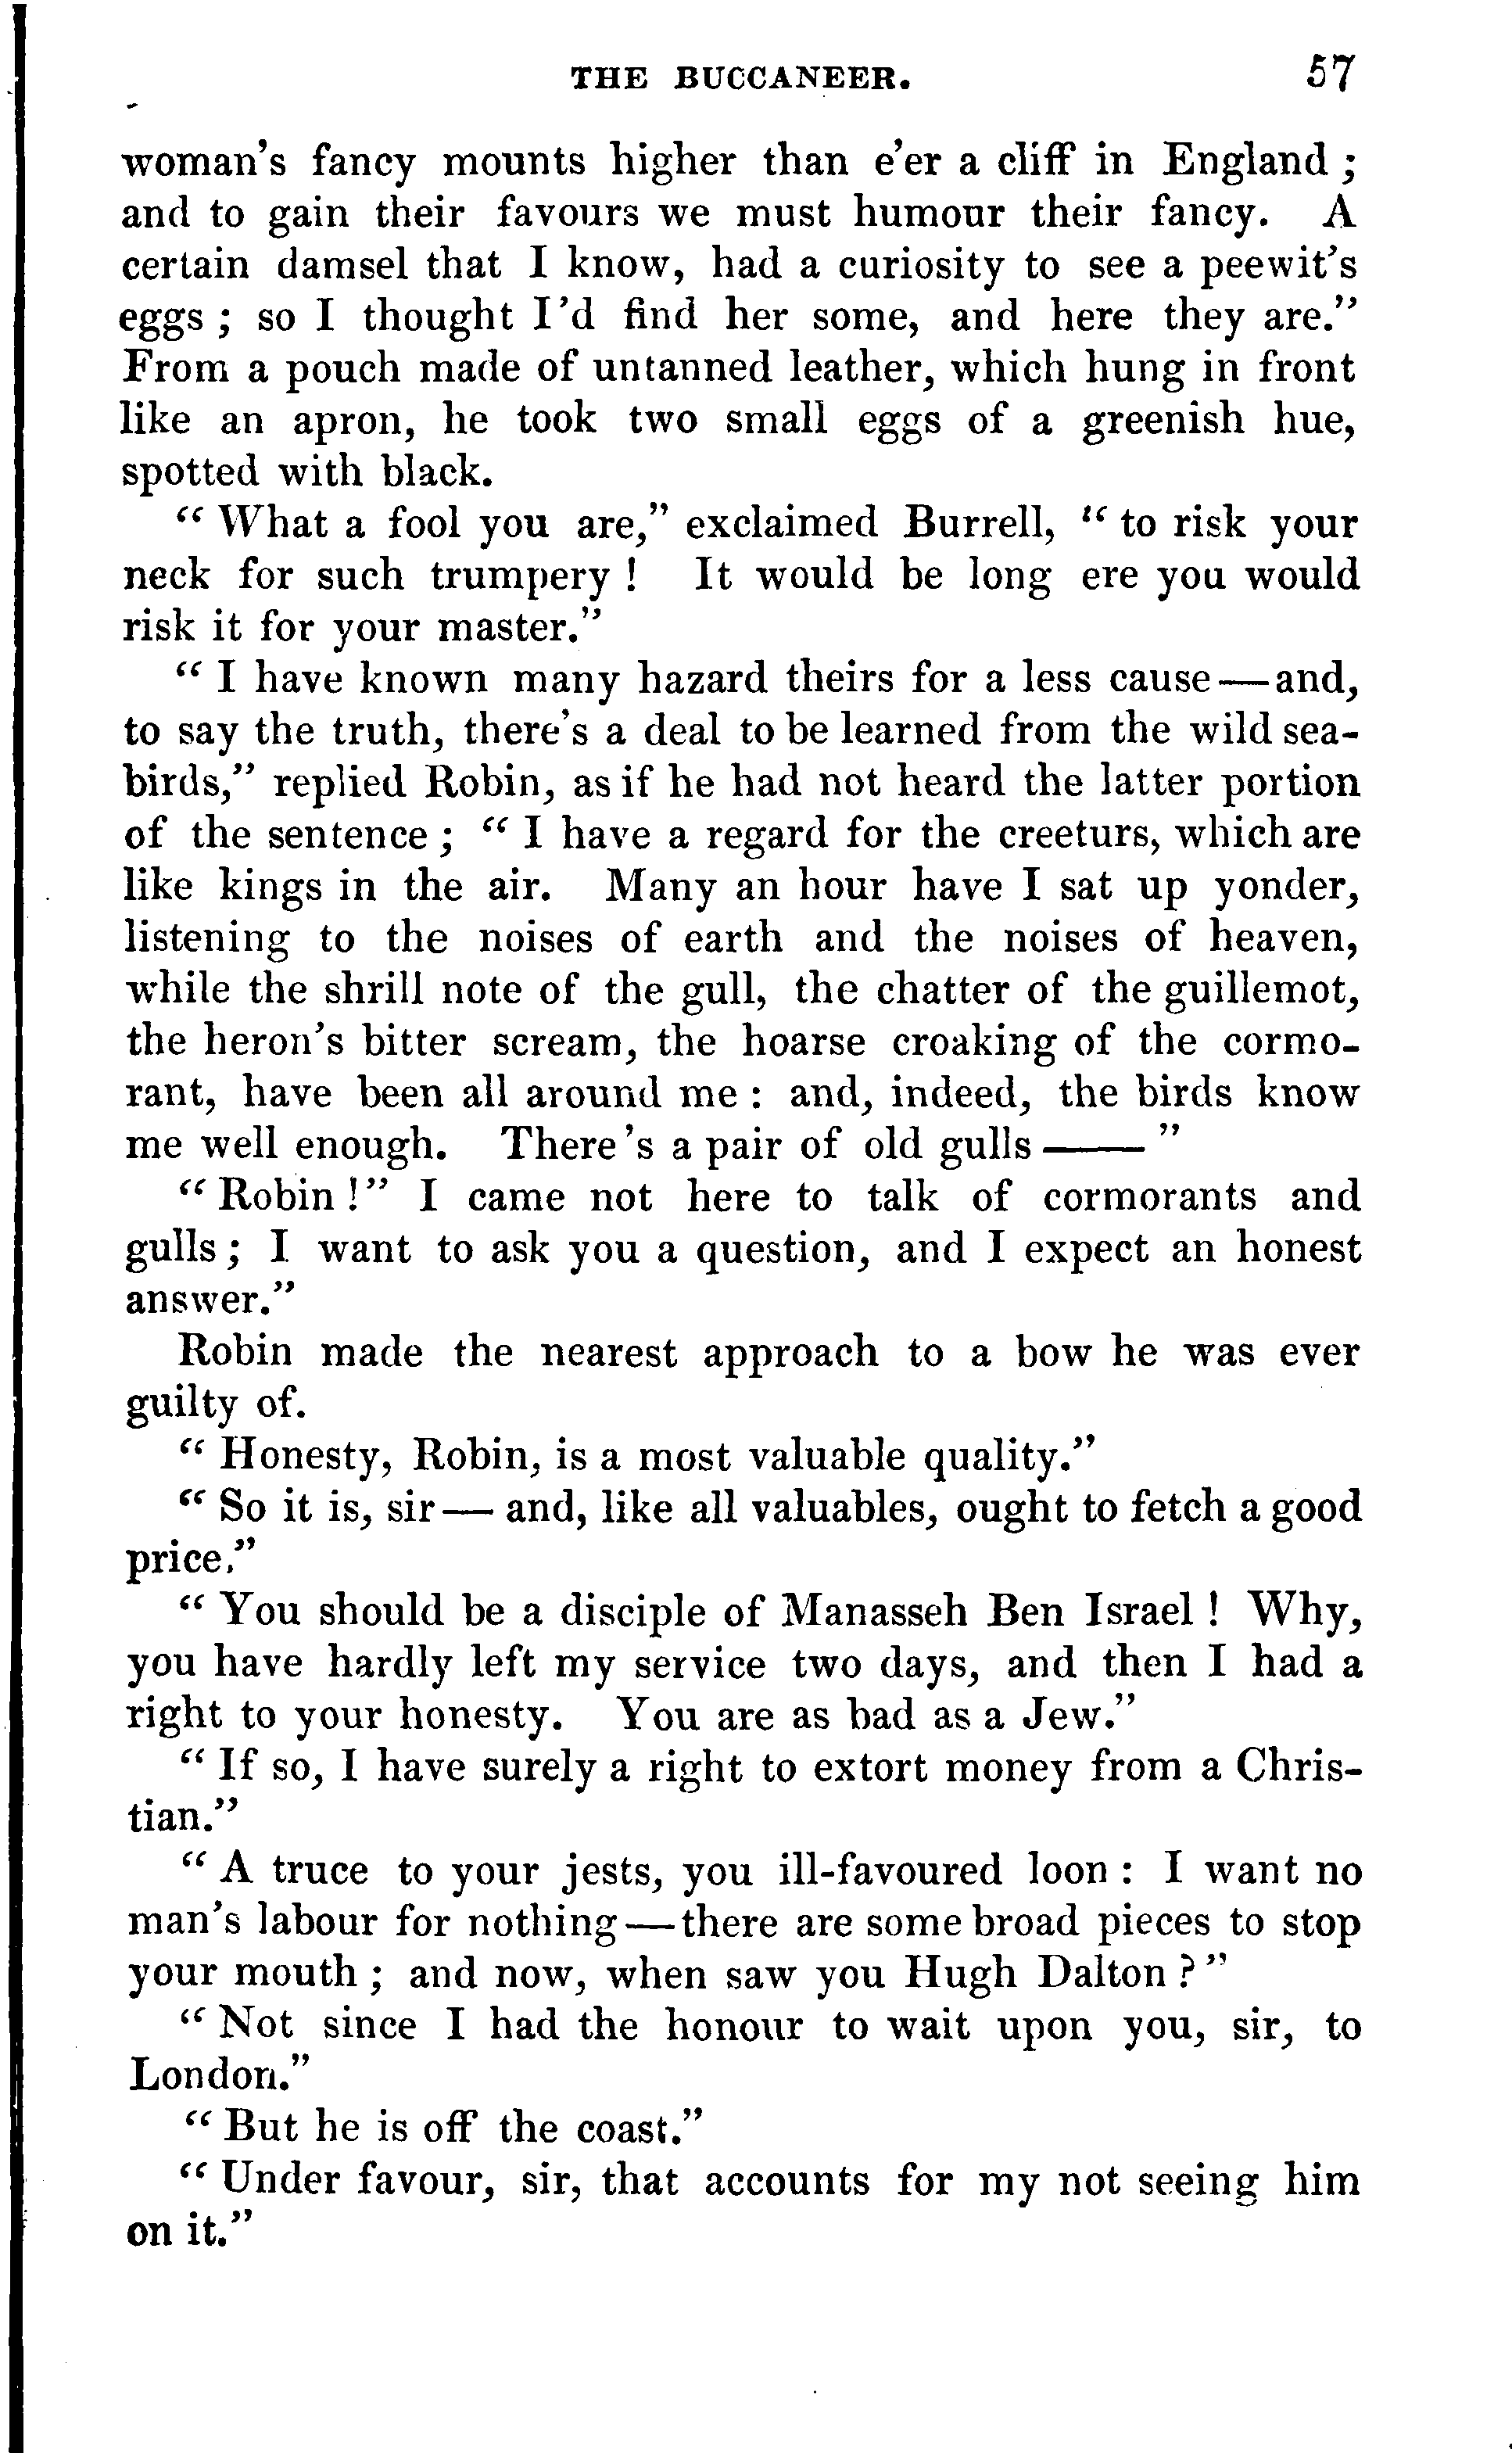 THE BUCCANEER. 57
woman's fancy mounts higher than e'er a cliff in England ;
and to gain their favours we must humour their fancy. A
certain damsel that I know, had a curiosity to see a peewit's
eggs ; so I thought I'd find her some, and here they are."
From a pouch made of untanned leather, which hung in front
like an apron, he took two small eggs of a greenish hue,
spotted with black.
" What a fool you are," exclaimed Burrell, " to risk your
neck for such trumpery ! It would be long ere you would
risk it for your master."
" I have known many hazard theirs for a less cause — and,
to say the truth, there's a deal to be learned from the wild sea-
birds," replied Robin, as if he had not heard the latter portion
of the sentence ; " I have a regard for the creeturs, which are
like kings in the air. Many an hour have I sat up yonder,
listening to the noises of earth and the noises of heaven,
while the shrill note of the gull, the chatter of the guillemot,
the heron's bitter scream, the hoarse croaking of the cormo-
rant, have been all around me : and, indeed, the birds know
me well enough. There's a pair of old gulls —— "
" Robin !" I came not here to talk of cormorants and
gulls ; I want to ask you a question, and I expect an honest
answer."
Robin made the nearest approach to a bow he was ever
guilty of.
" Honesty, Robin, is a most valuable quality."
" So it is, sir — and, like all valuables, ought to fetch a good
price."
" You should be a disciple of Manasseh Ben Israel ! Why,
you have hardly left my service two days, and then I had a
right to your honesty. You are as bad as a Jew."
" If so, I have surely a right to extort money from a Chris-
tian."
" A truce to your jests, you ill-favoured loon : I want no
man's labour for nothing — there are some broad pieces to stop
your mouth ; and now, when saw you Hugh Dalton ? "
" Not since I had the honour to wait upon you, sir, to
London."
" But he is off the coast."
" Under favour, sir, that accounts for my not seeing him
on it."